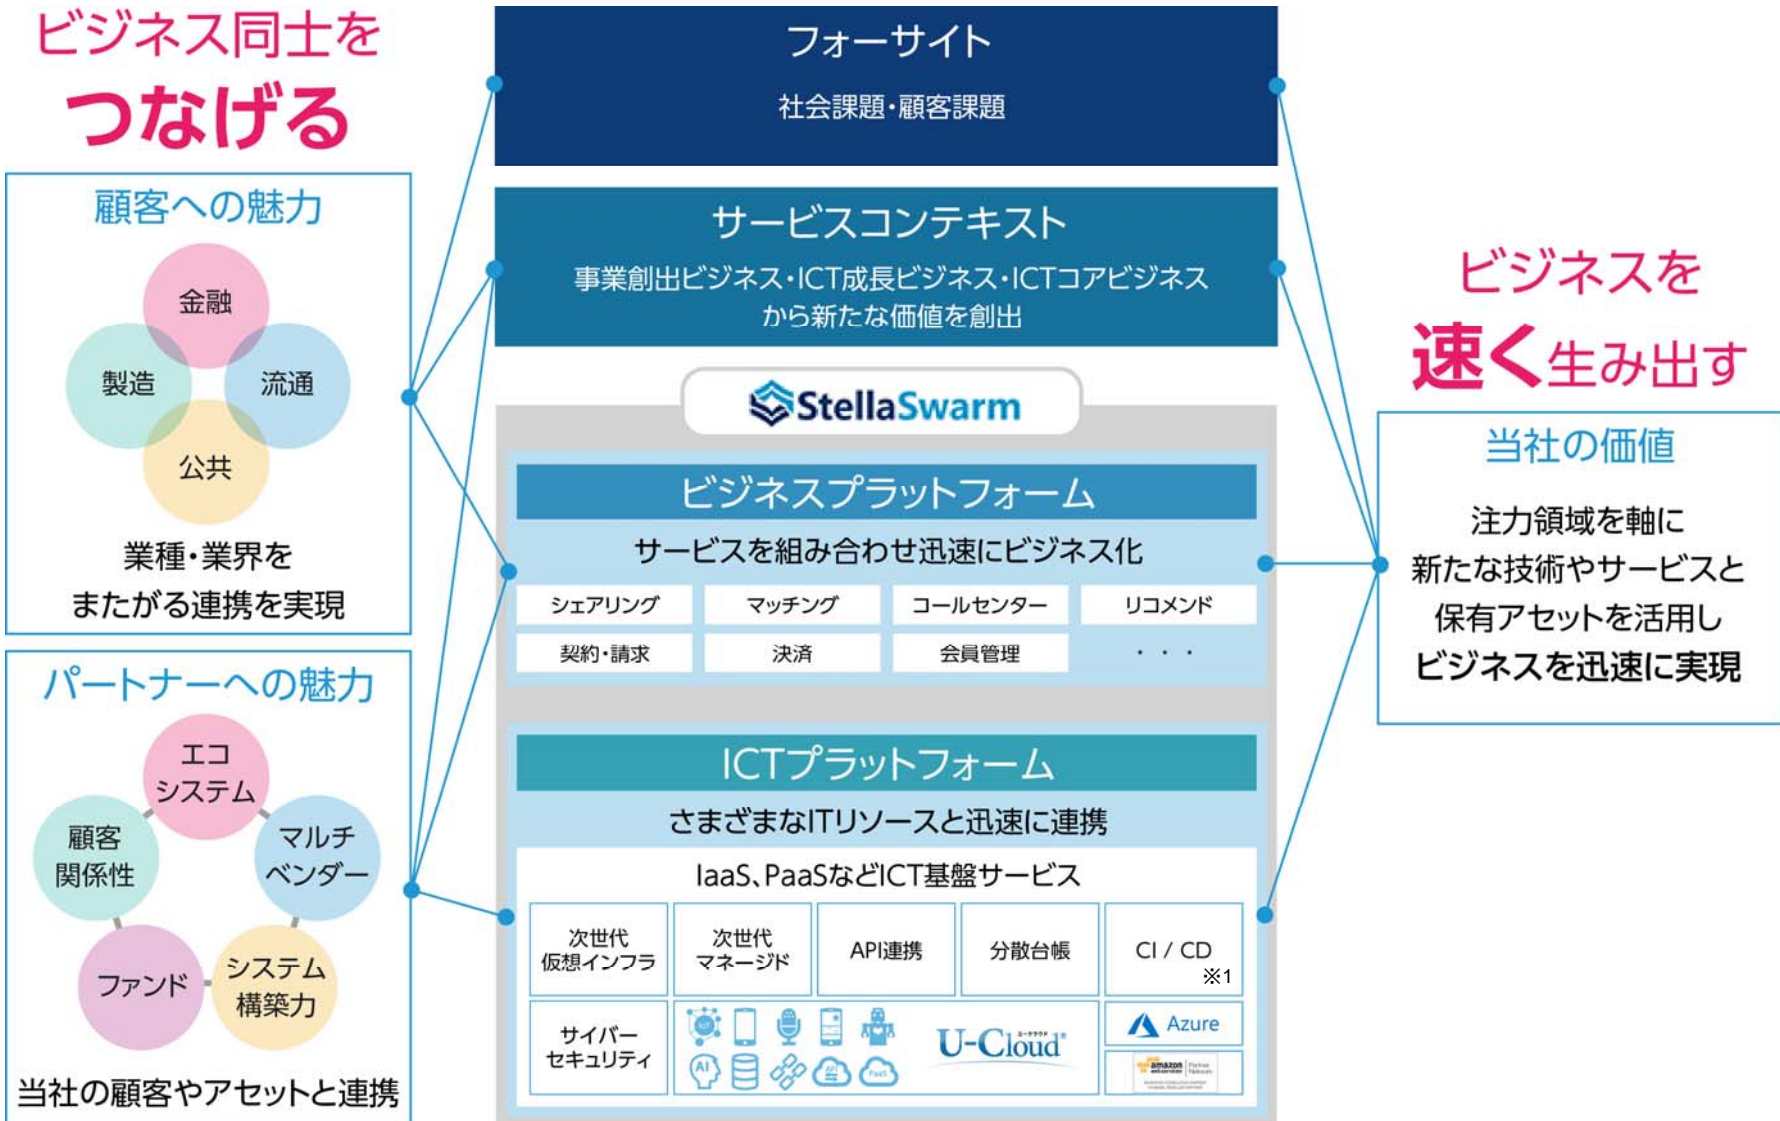 ビジネス同士を
つなげる
顧客への魅力
金融
製造
流通
公共
業種・業界を
またがる連携を実現
パートナーへの魅力
エコ
システム
顧客
関係性
マルチ
ベンダー
ファンド
システム
構築力
当社の顧客やアセットと連携
フォーサイト
社会課題・顧客課題
サービスコンテキスト
事業創出ビジネス・ICT成長ビジネス・ICTコアビジネス
から新たな価値を創出
StellaSwarm
ビジネスプラットフォーム
サービスを組み合わせ迅速にビジネス化
シェアリング
マッチング
コールセンター
リコメンド
契約・請求
決済
会員管理
・・・
ICTプラットフォーム
さまざまなITリソースと迅速に連携
IaaS、PaaSなどICT基盤サービス
次世代
仮想インフラ
次世代
マネージド
API連携
分散台帳
CI / CD
※1
サイバー
セキュリティ
IoT
AI
API
PaaS
ユークラウド
U-Cloud®
Azure
amazon
web services
Partner
Network
ビジネスを
速く生み出す
当社の価値
注力領域を軸に
新たな技術やサービスと
保有アセットを活用し
ビジネスを迅速に実現